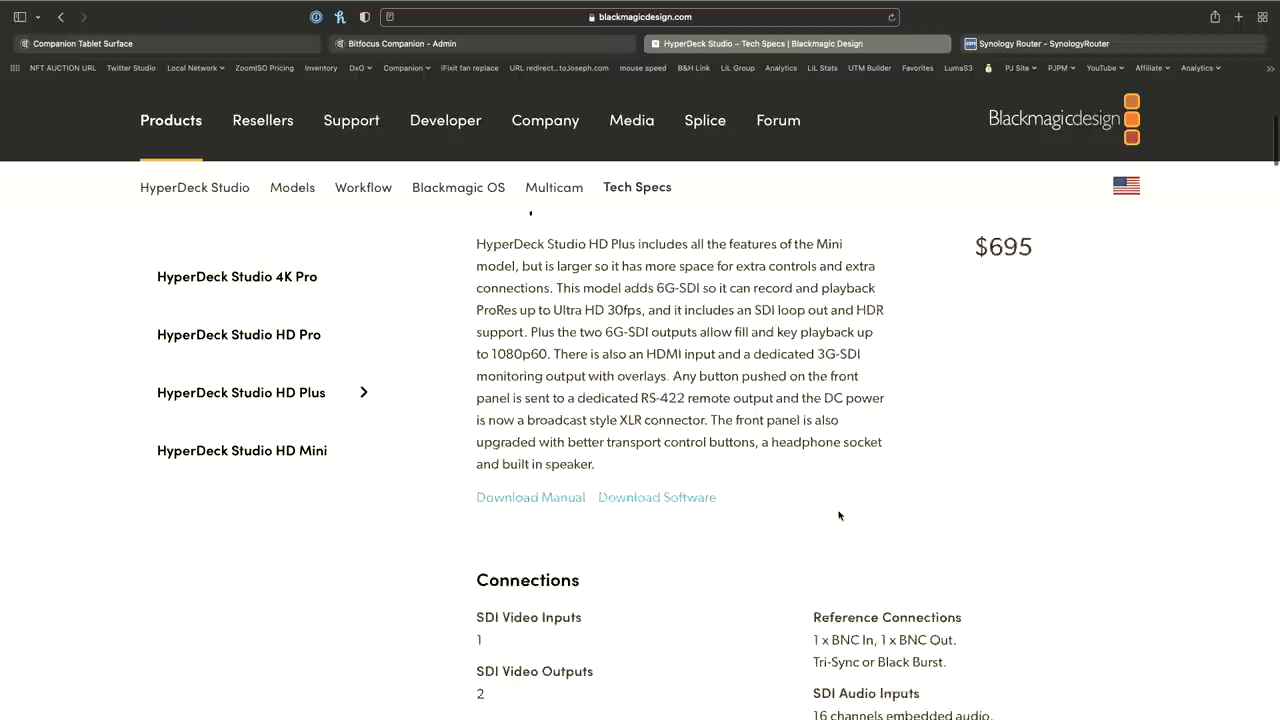 blackmagicdesign.com
Companion Tablet Surface
Bitfocus Companion - Admin
HyperDeck Studio – Tech Specs | Blackmagic Design
Synology Router - SynologyRouter
NFT AUCTION URL Twitter Studio Local Network ZoomISO Pricing Inventory DxO Companion iFixit fan replace URL redirect...toJoseph.com mouse speed B&H Link LiL Group Analytics LiL Stats UTM Builder Favorites LumaS3 PJ Site PJPM YouTube Affiliate Analytics
Products Resellers Support Developer Company Media Splice Forum
Blackmagicdesign
HyperDeck Studio Models Workflow Blackmagic OS Multicam Tech Specs
HyperDeck Studio 4K Pro
HyperDeck Studio HD Pro
HyperDeck Studio HD Plus
HyperDeck Studio HD Mini
HyperDeck Studio HD Plus includes all the features of the Mini
model, but is larger so it has more space for extra controls and extra
connections. This model adds 6G-SDI so it can record and playback
ProRes up to Ultra HD 30fps, and it includes an SDI loop out and HDR
support. Plus the two 6G-SDI outputs allow fill and key playback up
to 1080p60. There is also an HDMI input and a dedicated 3G-SDI
monitoring output with overlays. Any button pushed on the front
panel is sent to a dedicated RS-422 remote output and the DC power
is now a broadcast style XLR connector. The front panel is also
upgraded with better transport control buttons, a headphone socket
and built in speaker.
$695
Download Manual Download Software
Connections
SDI Video Inputs
1
SDI Video Outputs
2
Reference Connections
1 x BNC In, 1 x BNC Out.
Tri-Sync or Black Burst.
SDI Audio Inputs
16 channels embedded audio.